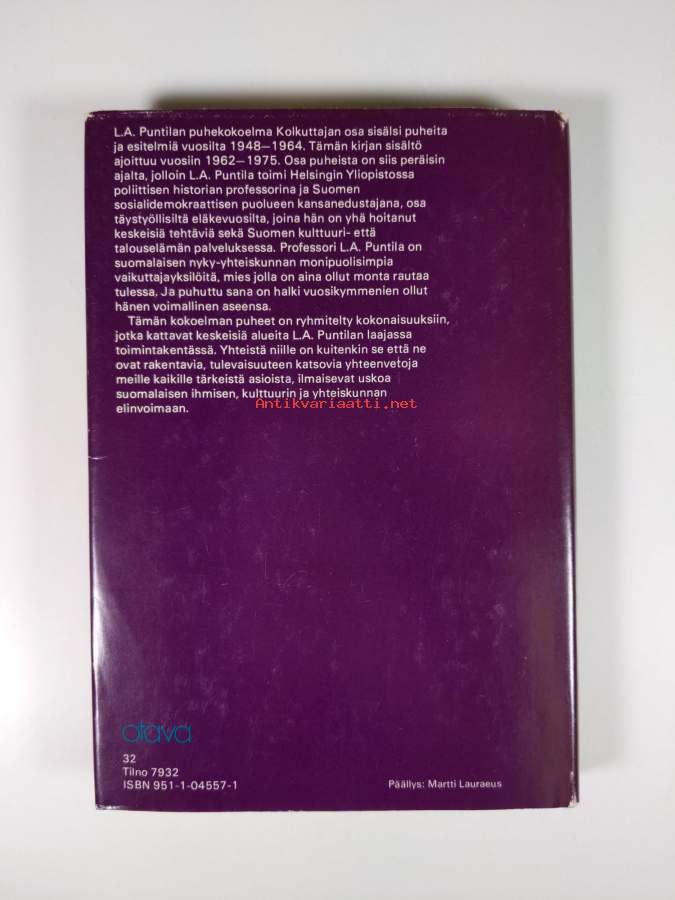 L.A. Puntilan puhekokoelma Kolkuttajan osa sisälsi puheita
ja esitelmiä vuosilta 1948—1964. Tämän kirjan sisältö
ajoittuu vuosiin 1962—1975. Osa puheista on siis peräisin
ajalta, jolloin L.A. Puntila toimi Helsingin Yliopistossa
poliittisen historian professorina ja Suomen
sosialidemokraattisen puolueen kansanedustajana, osa
täystyöllisiltä eläkevuosilta, joina hän on yhä hoitanut
keskeisiä tehtäviä sekä Suomen kulttuuri- että
talouselämän palveluksessa. Professori L.A. Puntila on
suomalaisen nyky-yhteiskunnan monipuolisimpia
vaikuttajayksilöitä, mies jolla on aina ollut monta rautaa
tulessa. Ja puhuttu sana on halki vuosikymmenien ollut
hänen voimallinen aseensa.
Tämän kokoelman puheet on ryhmitelty kokonaisuuksiin,
jotka kattavat keskeisiä alueita L.A. Puntilan laajassa
toimintakentässä. Yhteistä niille on kuitenkin se että ne
ovat rakentavia, tulevaisuuteen katsovia yhteenvetoja
meille kaikille tärkeistä asioista, ilmaisevat uskoa
suomalaisen ihmisen, kulttuurin ja yhteiskunnan
elinvoimaan.
Antikvariaatti.net
otava
32
Tilno 7932
ISBN 951-1-04557-1
Päällys: Martti Lauraeus